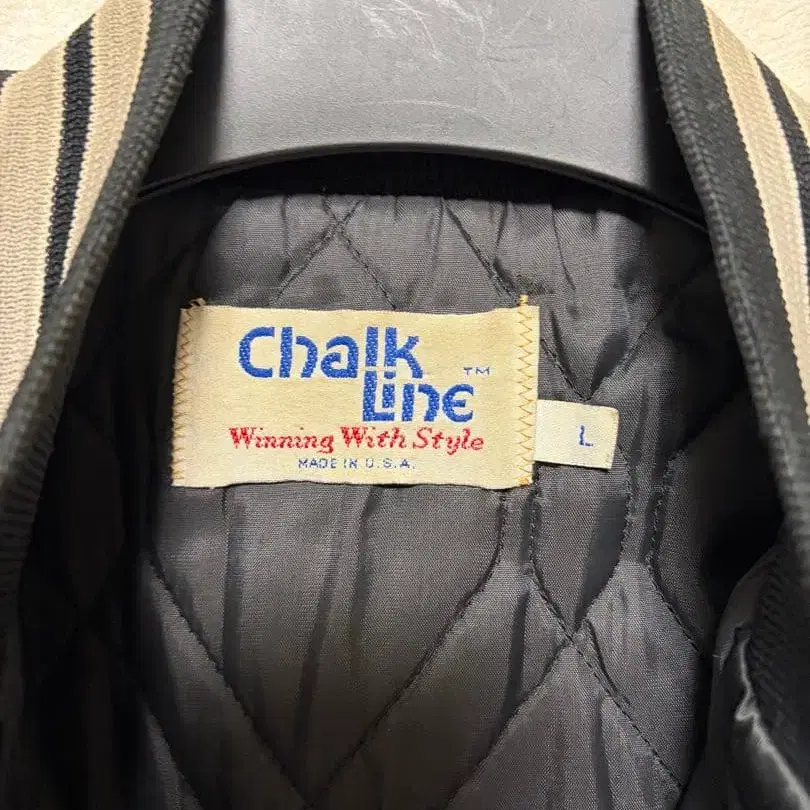 Chalk
Line™
Winning With Style
MADE IN U.S.A.
L